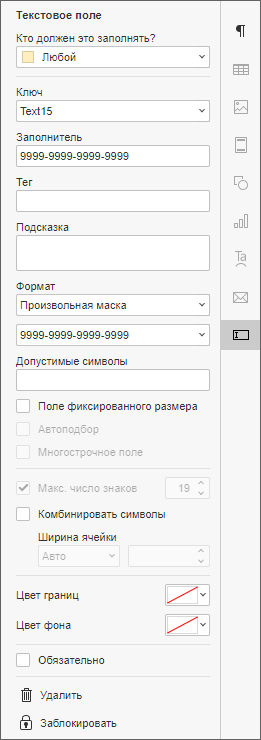 Текстовое поле
Кто должен это заполнять?
Любой
Ключ
Text15
Заполнитель
9999-9999-9999-9999
Тег
Подсказка
Формат
Произвольная маска
9999-9999-9999-9999
Допустимые символы
Поле фиксированного размера
Автоподбор
Многострочное поле
Макс. число знаков 19
Комбинировать символы
Ширина ячейки
Авто
Цвет границ
Цвет фона
Обязательно
Удалить
Заблокировать